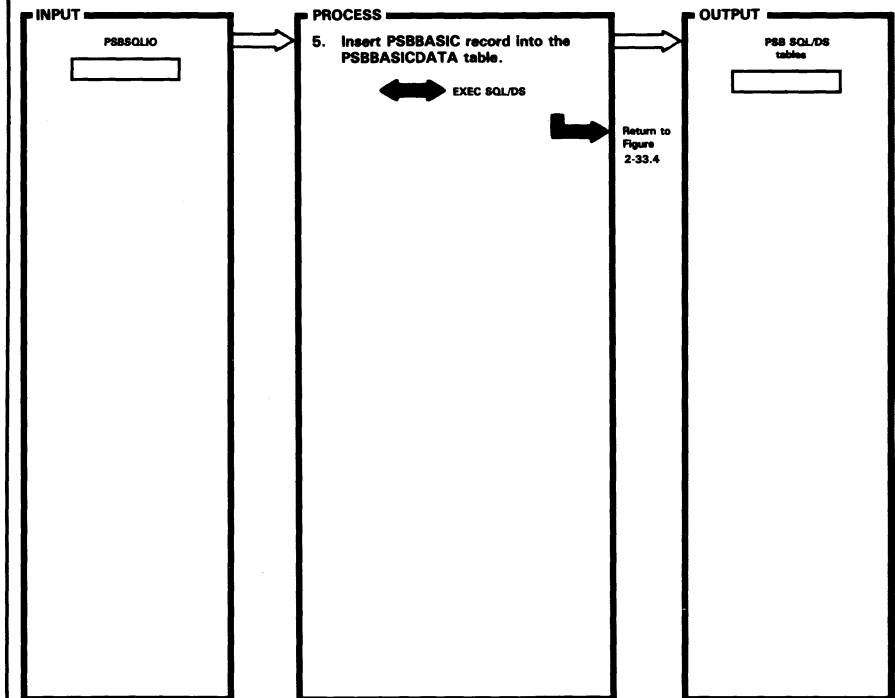 INPUT
PSBSQLIO
PROCESS
5. Insert PSBBASIC record into the
PSBBASICDATA table.
EXEC SQL/DS
Return to
Figure
2-33.4
OUTPUT
PSB SQL/DS
tables